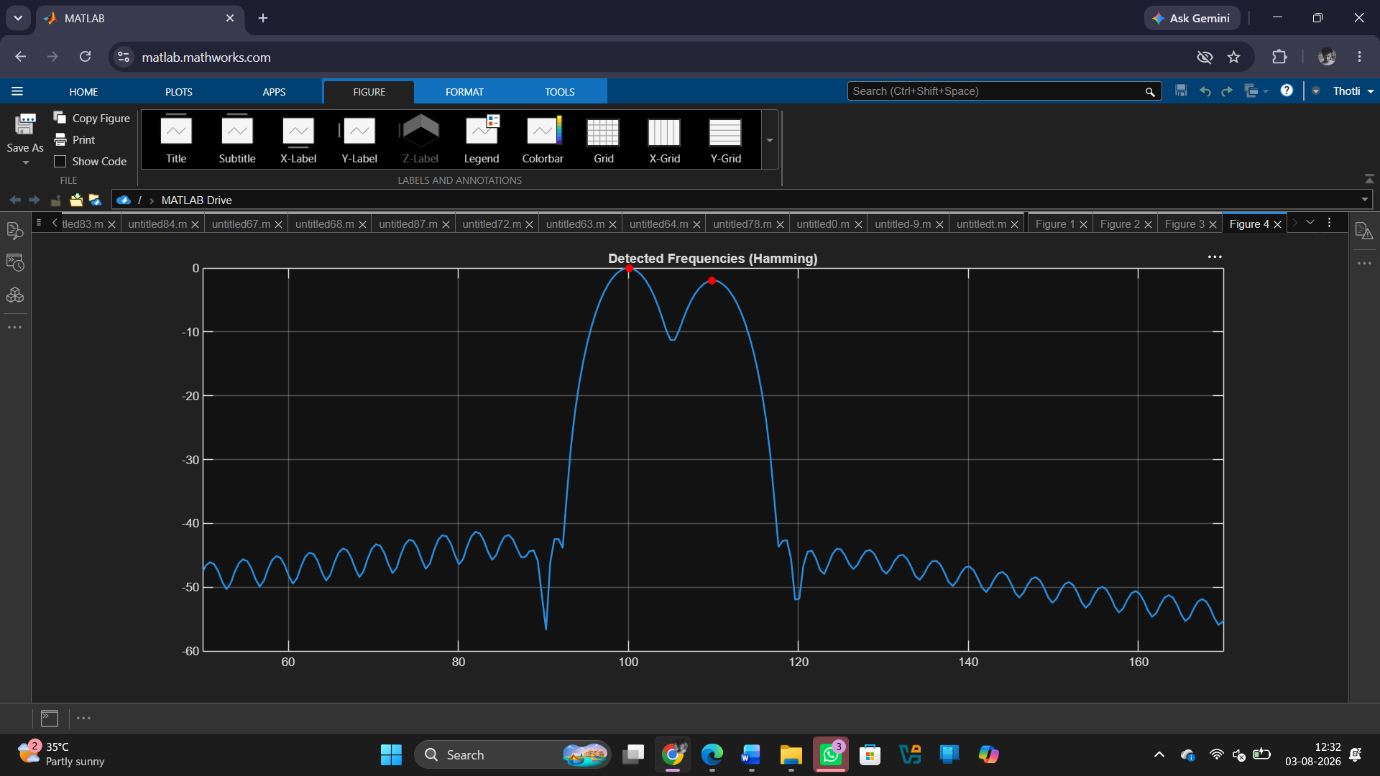 MATLAB
Ask Gemini
matlab.mathworks.com
HOME PLOTS APPS FIGURE FORMAT TOOLS
Search (Ctrl+Shift+Space)
Thotli
Save As
Copy Figure
Print
Show Code
FILE
Title Subtitle X-Label Y-Label Z-Label Legend Colorbar Grid X-Grid Y-Grid
LABELS AND ANNOTATIONS
/ › MATLAB Drive
tled83.m untitled84.m untitled67.m untitled68.m untitled87.m untitled72.m untitled63.m untitled64.m untitled78.m untitled0.m untitled-9.m untitledt.m Figure 1 Figure 2 Figure 3 Figure 4
Detected Frequencies (Hamming)
0
-10
-20
-30
-40
-50
-60
60 80 100 120 140 160
2
35°C
Partly sunny
Search
3
12:32
03-08-2026